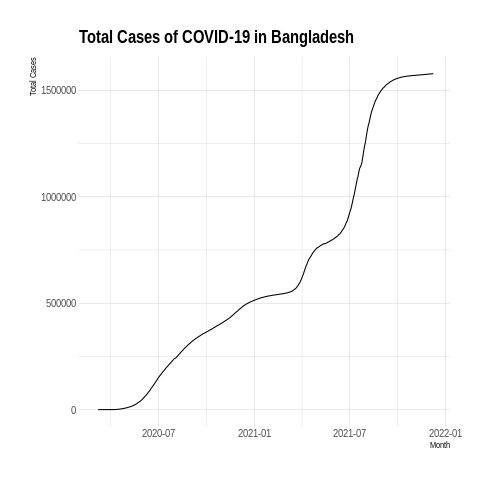 Total Cases of COVID-19 in Bangladesh
Total Cases
1500000
1000000
500000
0
2020-07 2021-01 2021-07 2022-01
Month